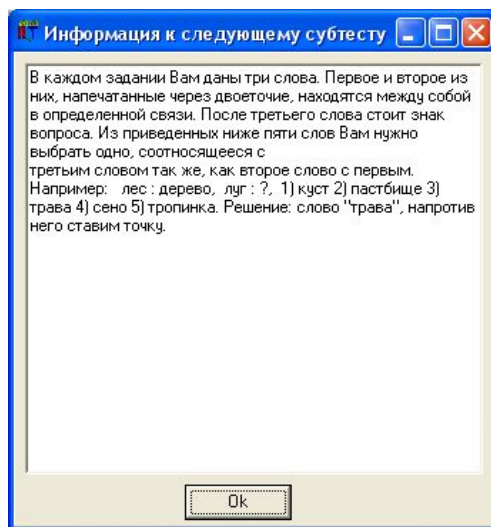 Информация к следующему субтесту
В каждом задании Вам даны три слова. Первое и второе из
них, напечатанные через двоеточие, находятся между собой
в определенной связи. После третьего слова стоит знак
вопроса. Из приведенных ниже пяти слов Вам нужно
выбрать одно, соотносящееся с
третьим словом так же, как второе слово с первым.
Например: лес : дерево, луг : ?, 1) куст 2) пастбище 3)
трава 4) сено 5) тропинка. Решение: слово "трава", напротив
него ставим точку.
Ok